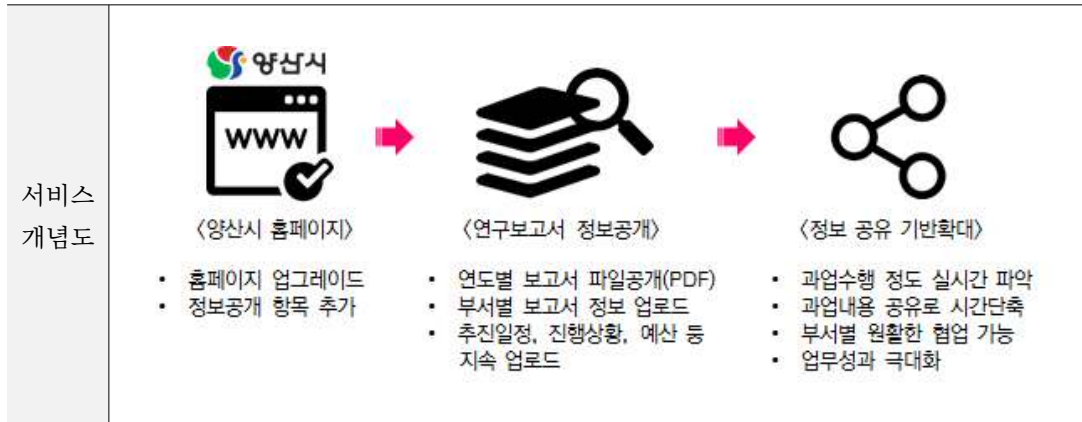 서비스
개념도
양산시
WWW
〈양산시 홈페이지〉
• 홈페이지 업그레이드
• 정보공개 항목 추가
〈연구보고서 정보공개〉
• 연도별 보고서 파일공개(PDF)
• 부서별 보고서 정보 업로드
• 추진일정, 진행상황, 예산 등
지속 업로드
〈정보 공유 기반확대〉
• 과업수행 정도 실시간 파악
• 과업내용 공유로 시간단축
• 부서별 원활한 협업 가능
• 업무성과 극대화